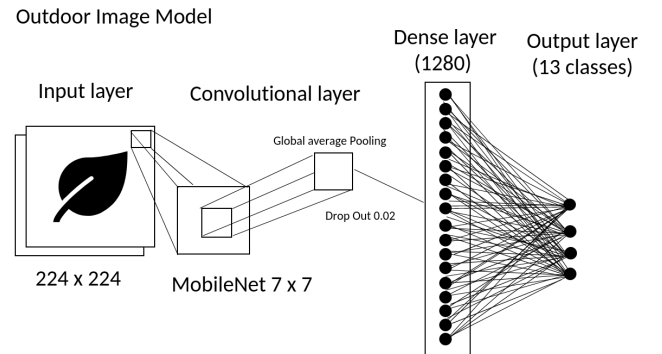 Outdoor Image Model
Dense layer
(1280)
Output layer
(13 classes)
Input layer
Convolutional layer
Global average Pooling
Drop Out 0.02
224 x 224
MobileNet 7 x 7